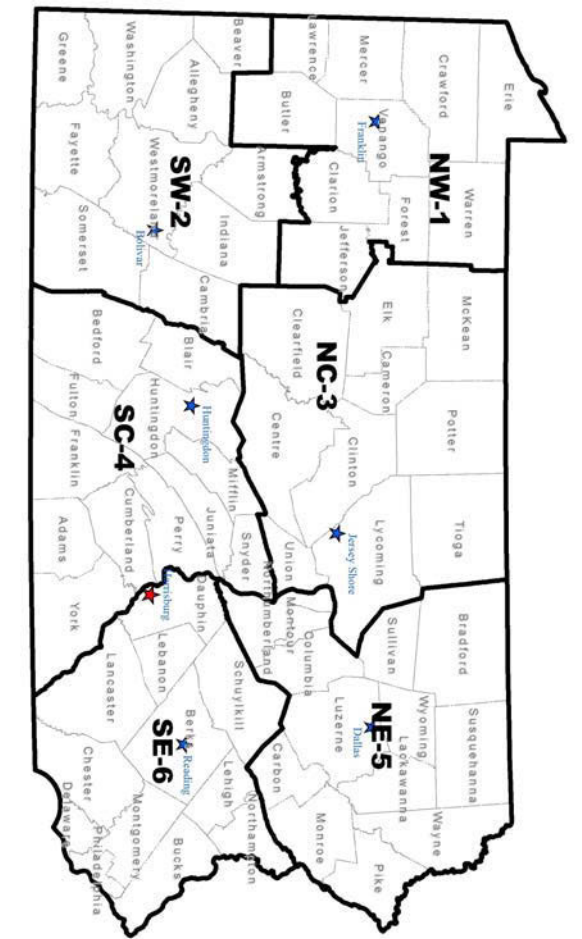 Erie
Crawford
Warren
Mercer
Venango
Franklin
Forest
NW-1
Lawrence
Butler
Clarion
Jefferson
McKean
Potter
Tioga
Elk
Cameron
Clinton
Lycoming
Jersey Shore
NC-3
Clearfield
Centre
Union
Bradford
Susquehanna
Wayne
Sullivan
Wyoming
Lackawanna
NE-5
Dallas
Luzerne
Pike
Columbia
Montour
Northumberland
Carbon
Monroe
Beaver
Allegheny
Armstrong
Indiana
SW-2
Washington
Westmoreland
Bolivar
Cambria
Greene
Fayette
Somerset
Blair
Huntingdon
Huntingdon
Mifflin
Snyder
Juniata
Perry
SC-4
Bedford
Fulton
Franklin
Cumberland
Adams
York
Harrisburg
Dauphin
Lebanon
Schuylkill
Berks
Reading
SE-6
Lehigh
Northampton
Lancaster
Chester
Montgomery
Bucks
Delaware
Philadelphia